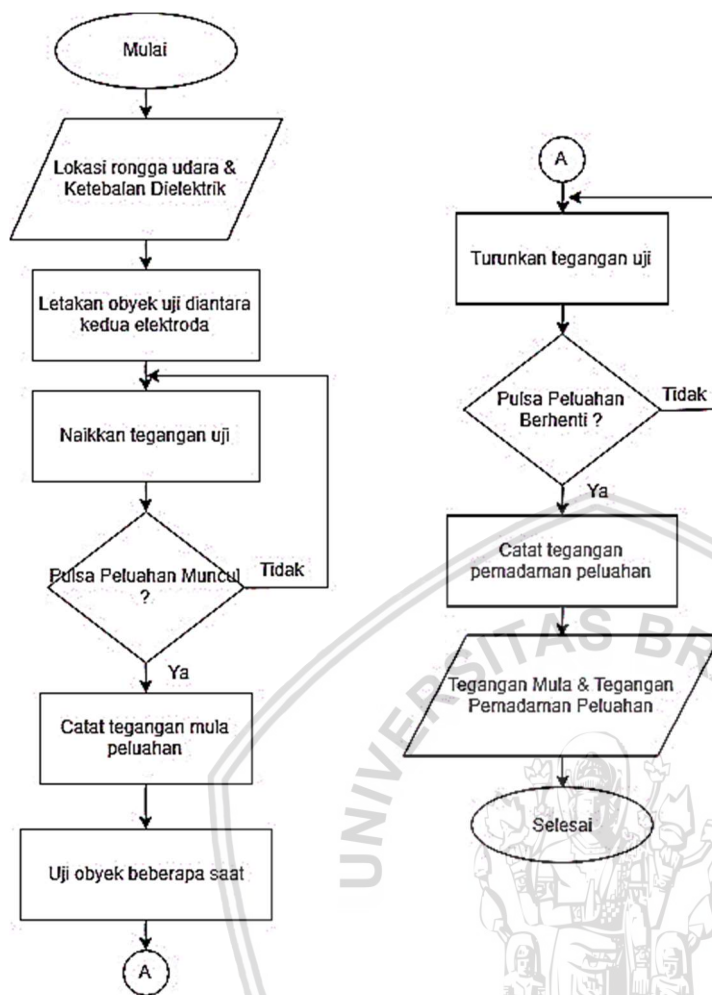 Mulai
Lokasi rongga udara &
Ketebalan Dielektrik
Letakan obyek uji diantara
kedua elektroda
Naikkan tegangan uji
Pulsa Peluahan Muncul
?
Tidak
Ya
Catat tegangan mula
peluahan
Uji obyek beberapa saat
A
A
Turunkan tegangan uji
Pulsa Peluahan
Berhenti ?
Tidak
Ya
Catat tegangan
pemadaman peluahan
Tegangan Mula & Tegangan
Pemadaman Peluahan
Selesai
UNIVERSITAS BR